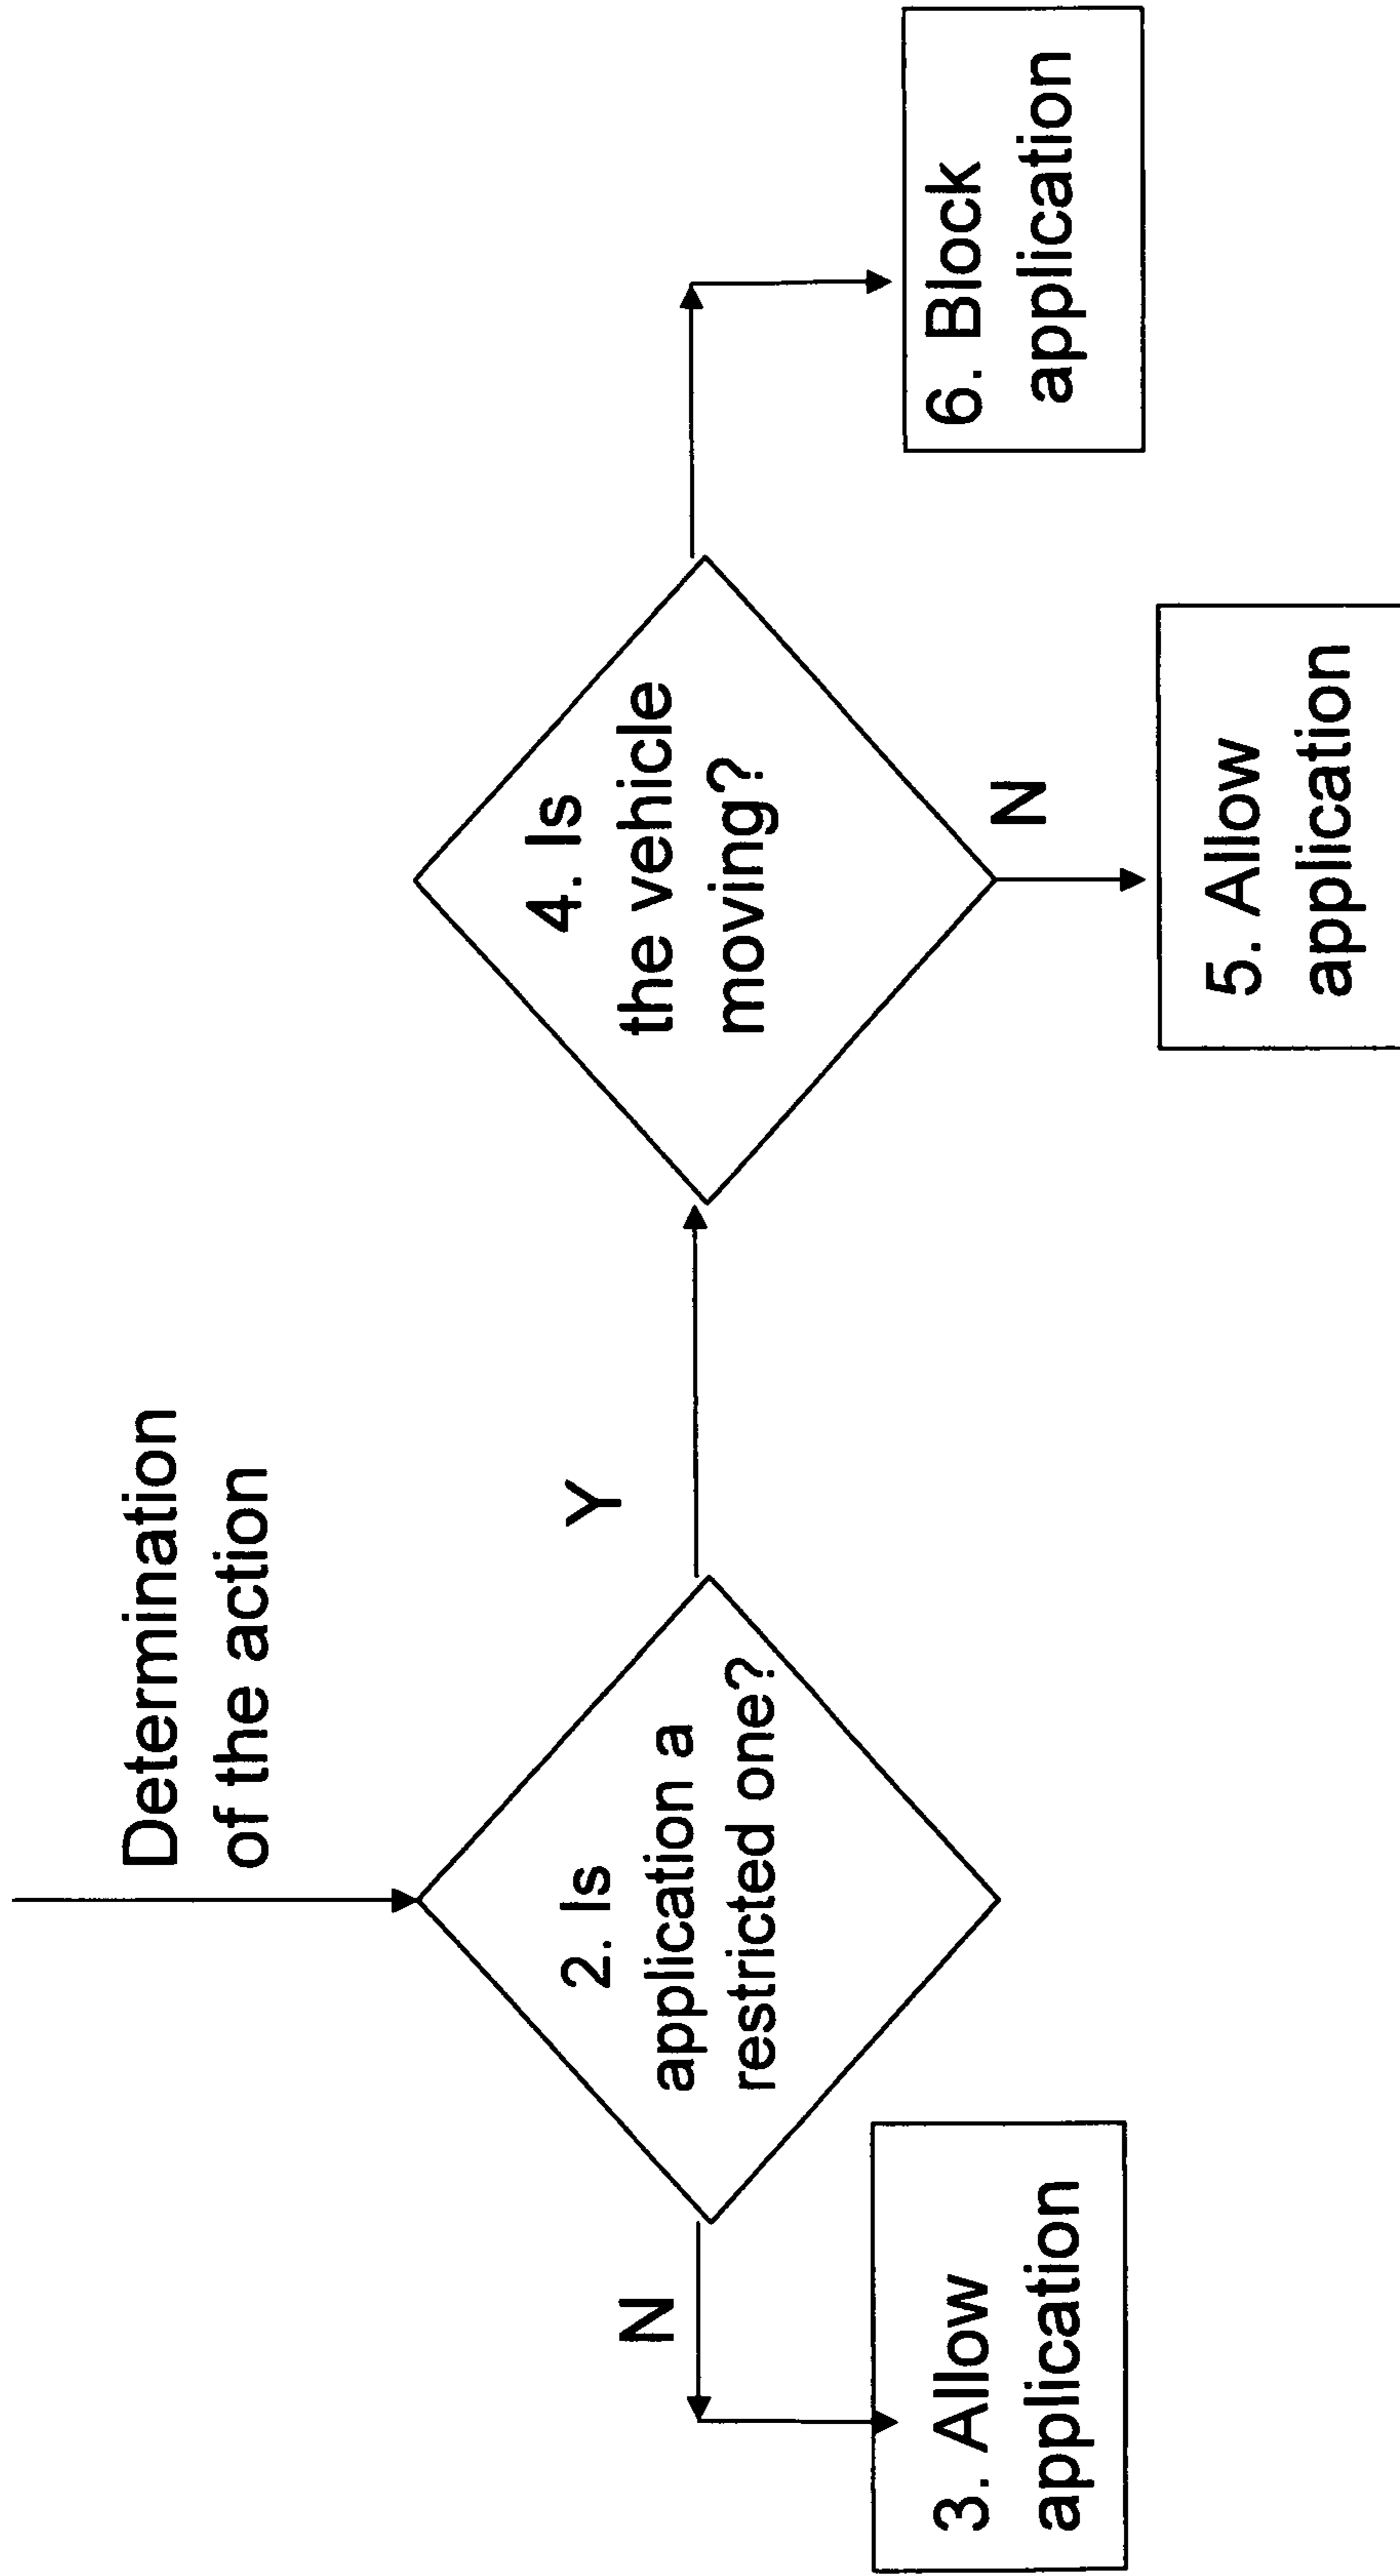 Determination
of the action
2. Is
application a
restricted one?
N
3. Allow
application
Y
4. Is
the vehicle
moving?
N
5. Allow
application
6. Block
application